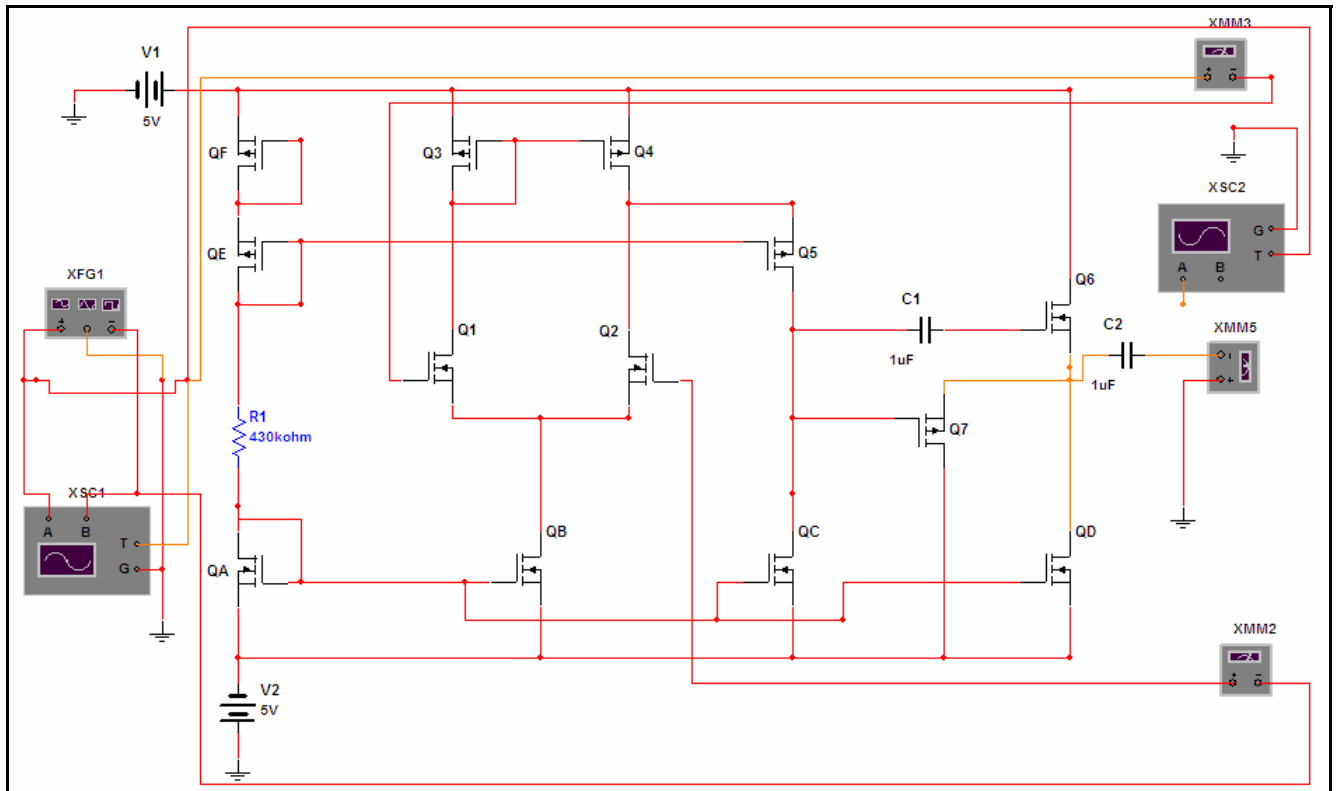 XMM3
V1
5V
QF
Q3
Q4
XSC2
G
T
A
B
QE
Q5
XFG1
Q6
C1
1uF
C2
1uF
XMM5
Q1
Q2
R1
430kohm
Q7
XSC1
A
B
T
G
QA
QB
QC
QD
XMM2
V2
5V